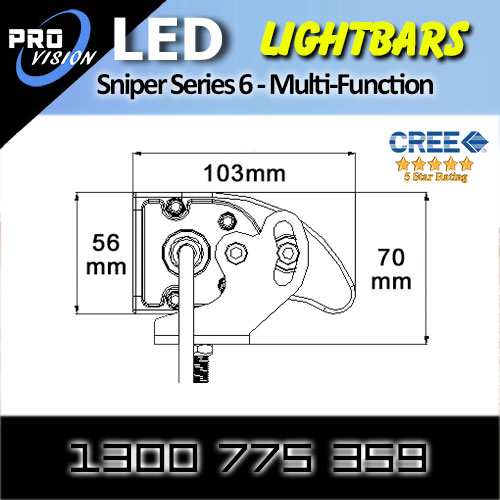 PRO
VISION
LED LIGHTBARS
Sniper Series 6 - Multi-Function
CREE
5 Star Rating
103mm
56
mm
70
mm
1300 775 359